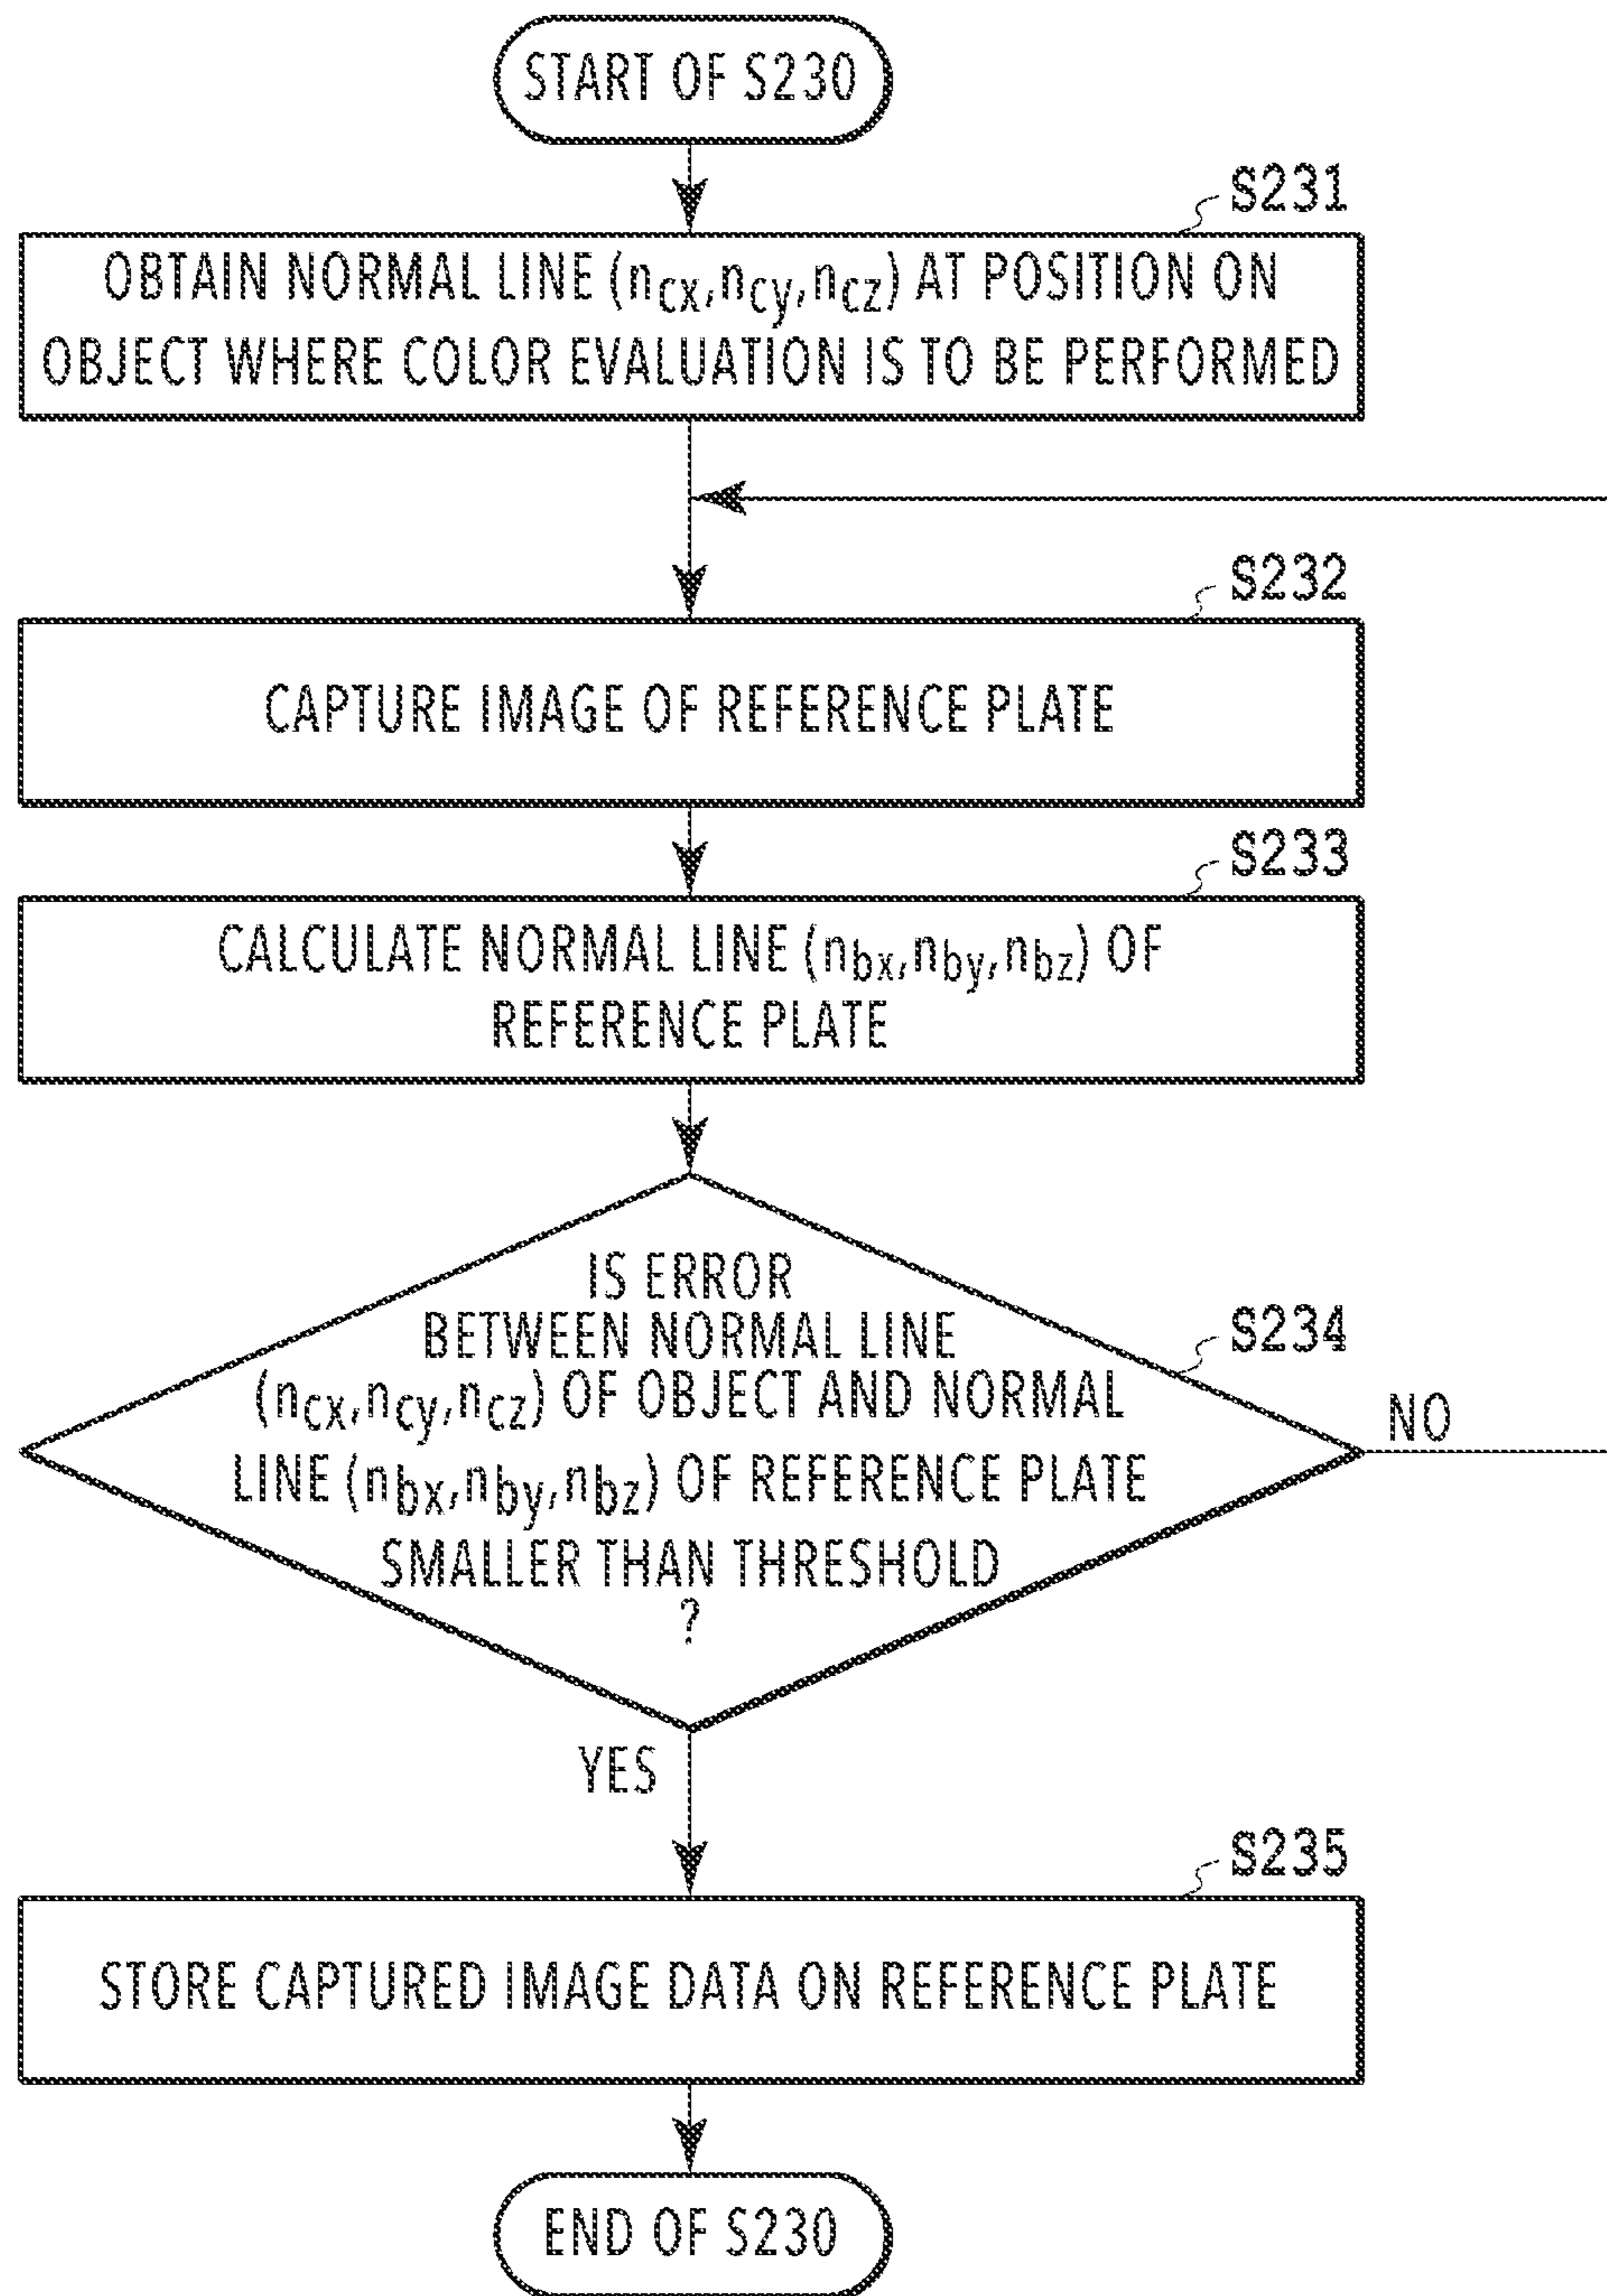 START OF S230
S231
OBTAIN NORMAL LINE (ncx,ncy,ncz) AT POSITION ON
OBJECT WHERE COLOR EVALUATION IS TO BE PERFORMED
S232
CAPTURE IMAGE OF REFERENCE PLATE
S233
CALCULATE NORMAL LINE (nbx,nby,nbz) OF
REFERENCE PLATE
IS ERROR
BETWEEN NORMAL LINE
S234
(ncx,ncy,ncz) OF OBJECT AND NORMAL
NO
LINE (nbx,nby,nbz) OF REFERENCE PLATE
SMALLER THAN THRESHOLD
?
YES
S235
STORE CAPTURED IMAGE DATA ON REFERENCE PLATE
END OF S230